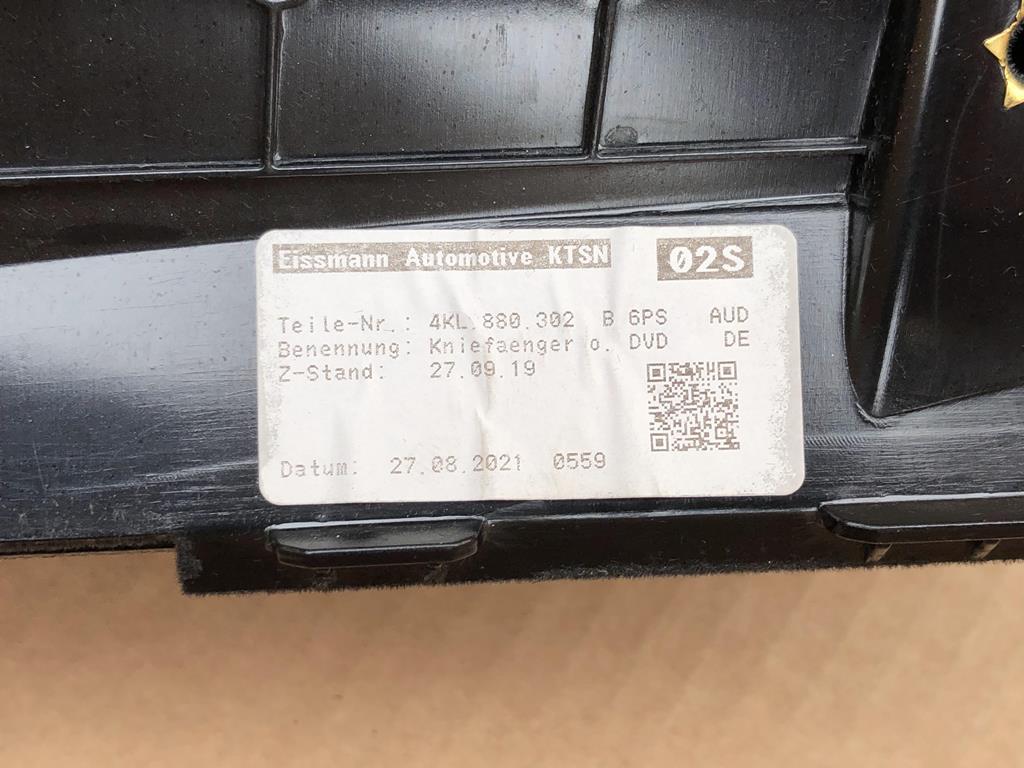 Eissmann Automotive KTSN 02S
Teile-Nr.: 4KL.880.302 B 6PS AUD
Benennung: Kniefaenger o. DVD DE
Z-Stand: 27.09.19
Datum: 27.08.2021 0559